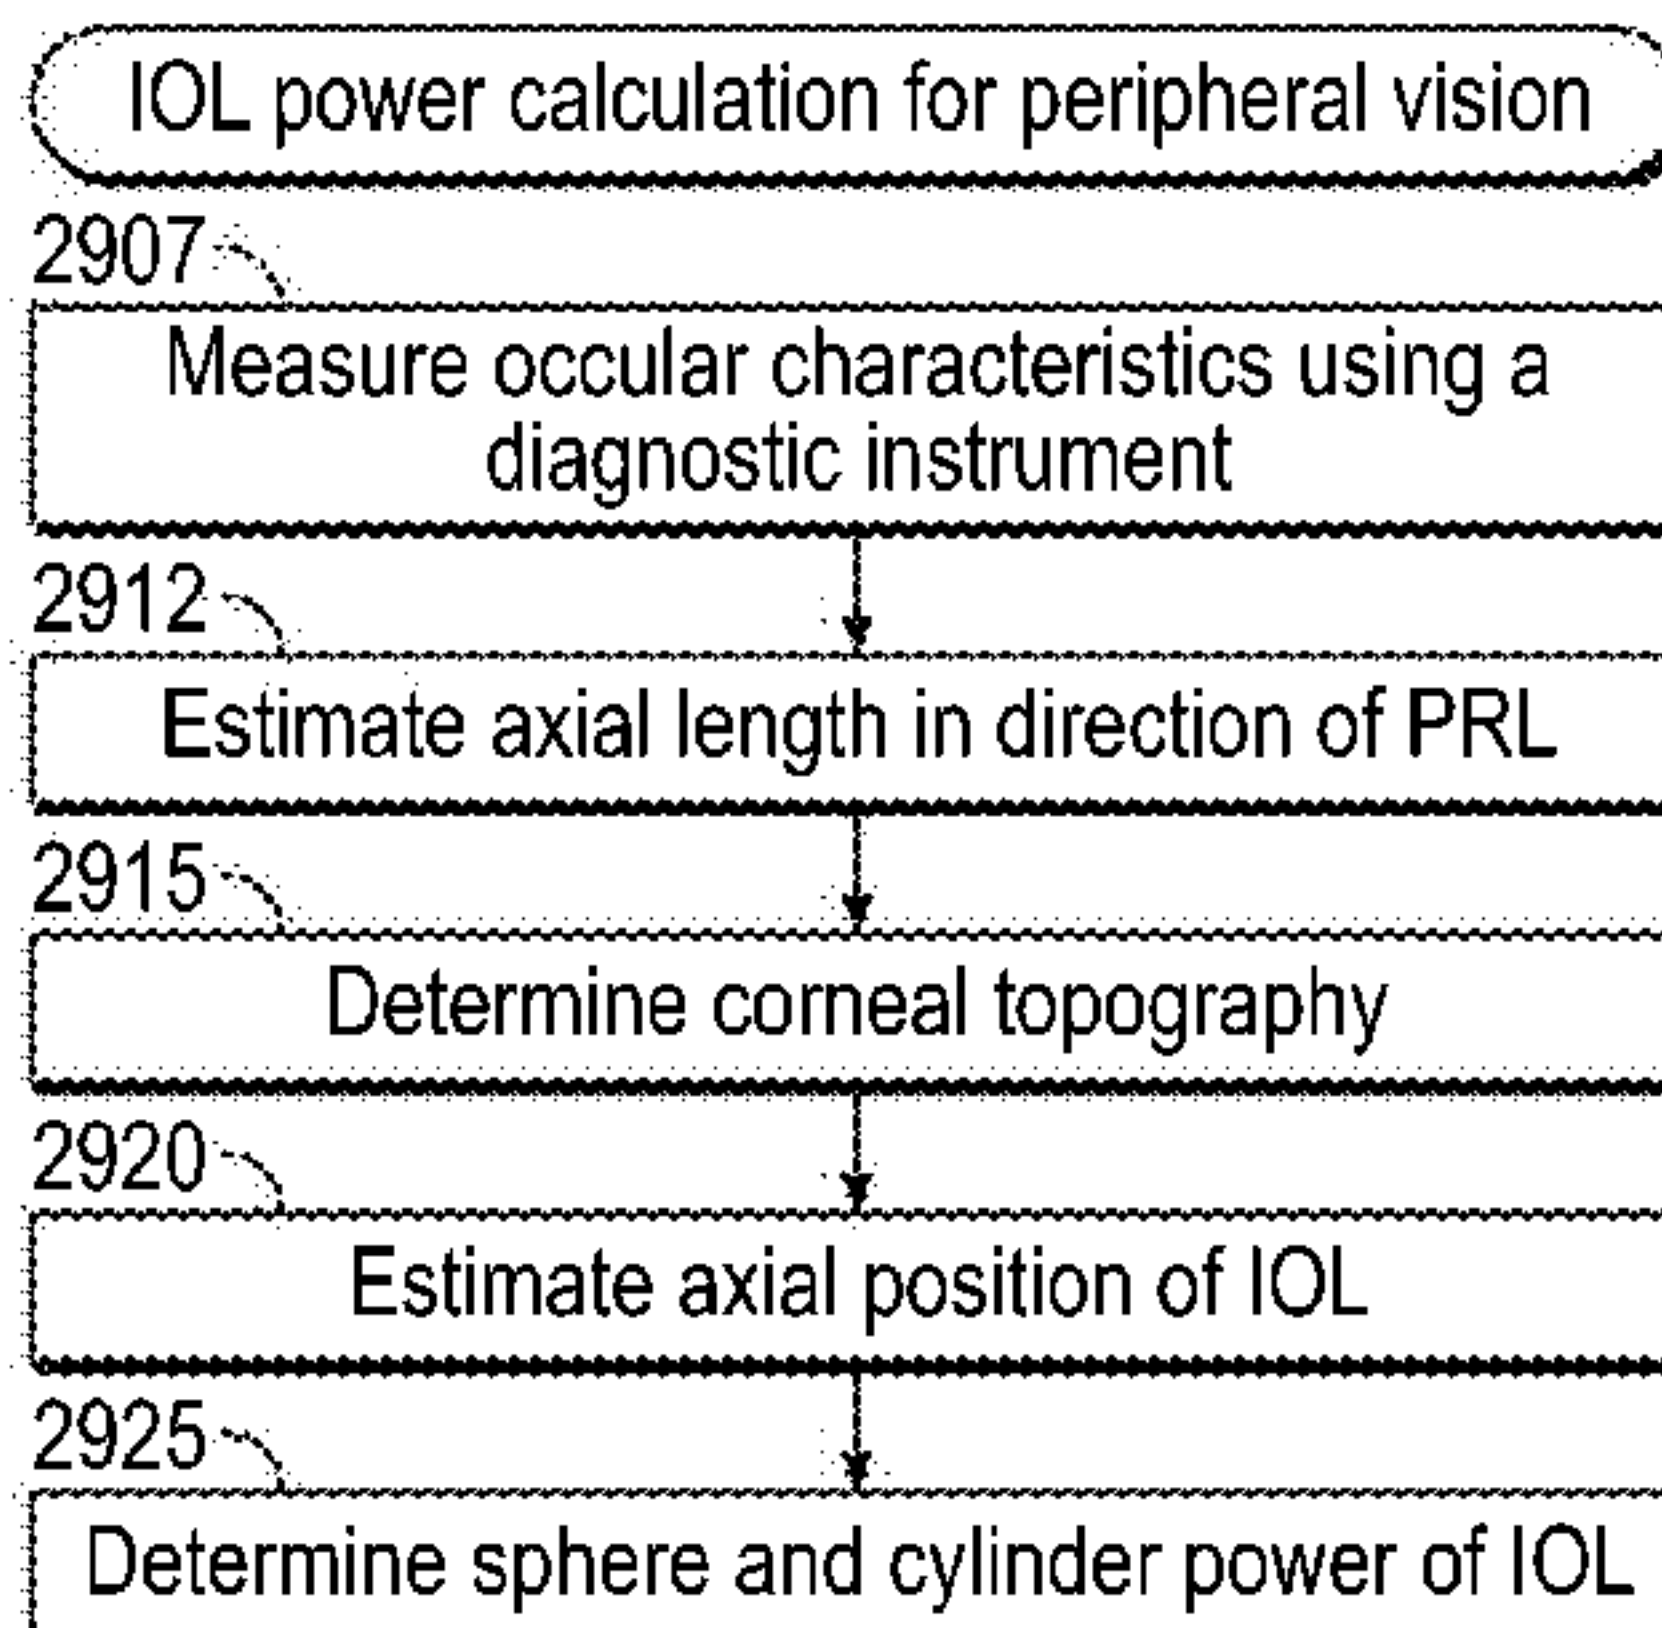 IOL power calculation for peripheral vision
2907
Measure occular characteristics using a
diagnostic instrument
2912
Estimate axial length in direction of PRL
2915
Determine corneal topography
2920
Estimate axial position of IOL
2925
Determine sphere and cylinder power of IOL